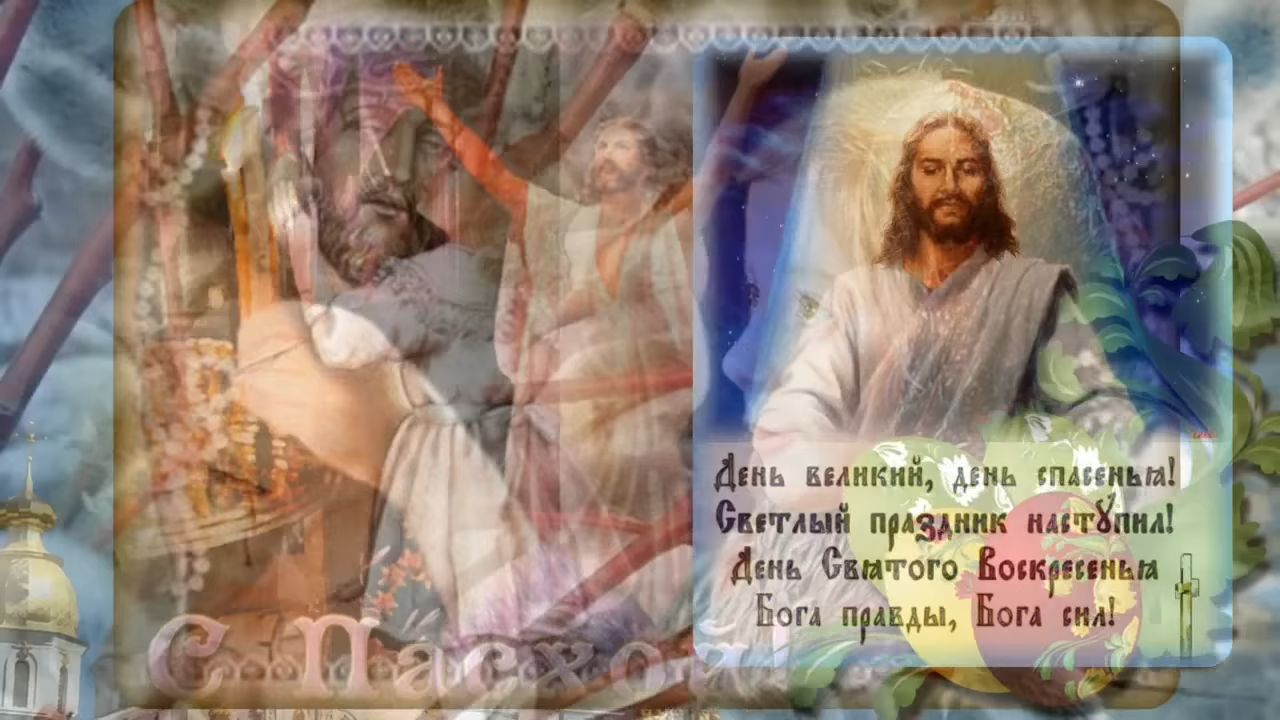 День великий, день спасенья!
Светлый праздник наступил!
День Святого Воскресенья
Бога правды, Бога сил!
С Пасхой